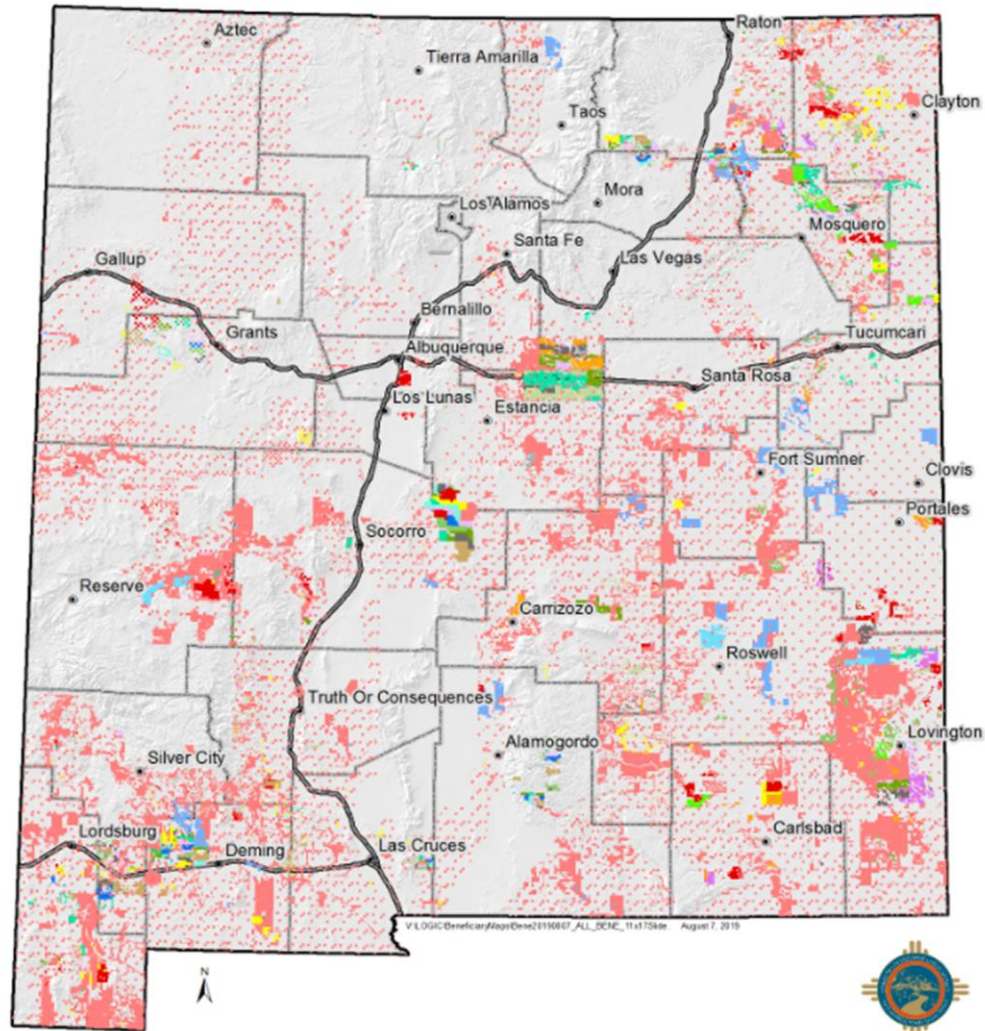 Raton
Aztec
Tierra Amarilla
Clayton
Taos
Mora
Los Alamos
Mosquero
Santa Fe
Las Vegas
Gallup
Bernalillo
Grants
Tucumcari
Albuquerque
Santa Rosa
Los Lunas
Estancia
Fort Sumner
Clovis
Portales
Socorro
Reserve
Carrizozo
Roswell
Truth Or Consequences
Lovington
Alamogordo
Silver City
Carlsbad
Lordsburg
Las Cruces
Deming
August 7, 2019
N